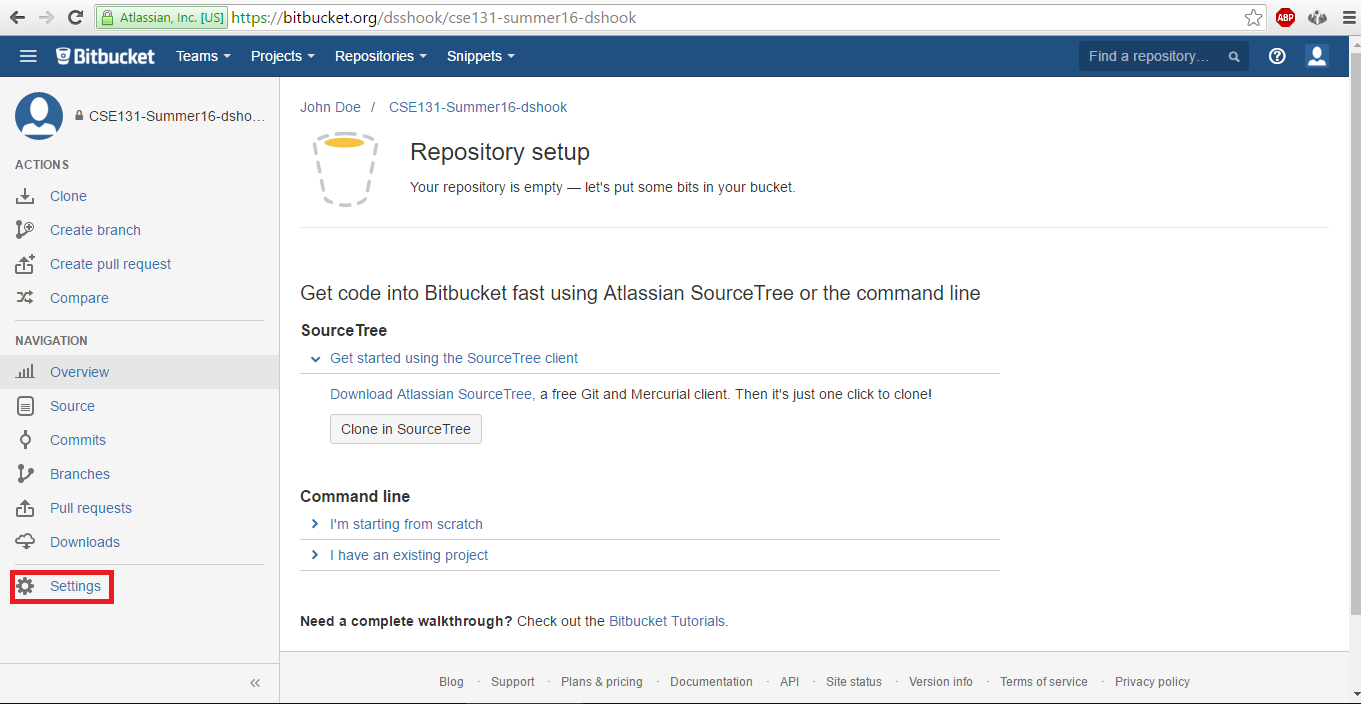 Atlassian, Inc. [US] https://bitbucket.org/dsshook/cse131-summer16-dshook
ABP
Bitbucket Teams Projects Repositories Snippets Find a repository... ?
CSE131-Summer16-dsho...
ACTIONS
Clone
Create branch
Create pull request
Compare
NAVIGATION
Overview
Source
Commits
Branches
Pull requests
Downloads
Settings
«
John Doe / CSE131-Summer16-dshook
Repository setup
Your repository is empty — let's put some bits in your bucket.
Get code into Bitbucket fast using Atlassian SourceTree or the command line
SourceTree
Get started using the SourceTree client
Download Atlassian SourceTree, a free Git and Mercurial client. Then it's just one click to clone!
Clone in SourceTree
Command line
I'm starting from scratch
I have an existing project
Need a complete walkthrough? Check out the Bitbucket Tutorials.
Blog · Support · Plans & pricing · Documentation · API · Site status · Version info · Terms of service · Privacy policy